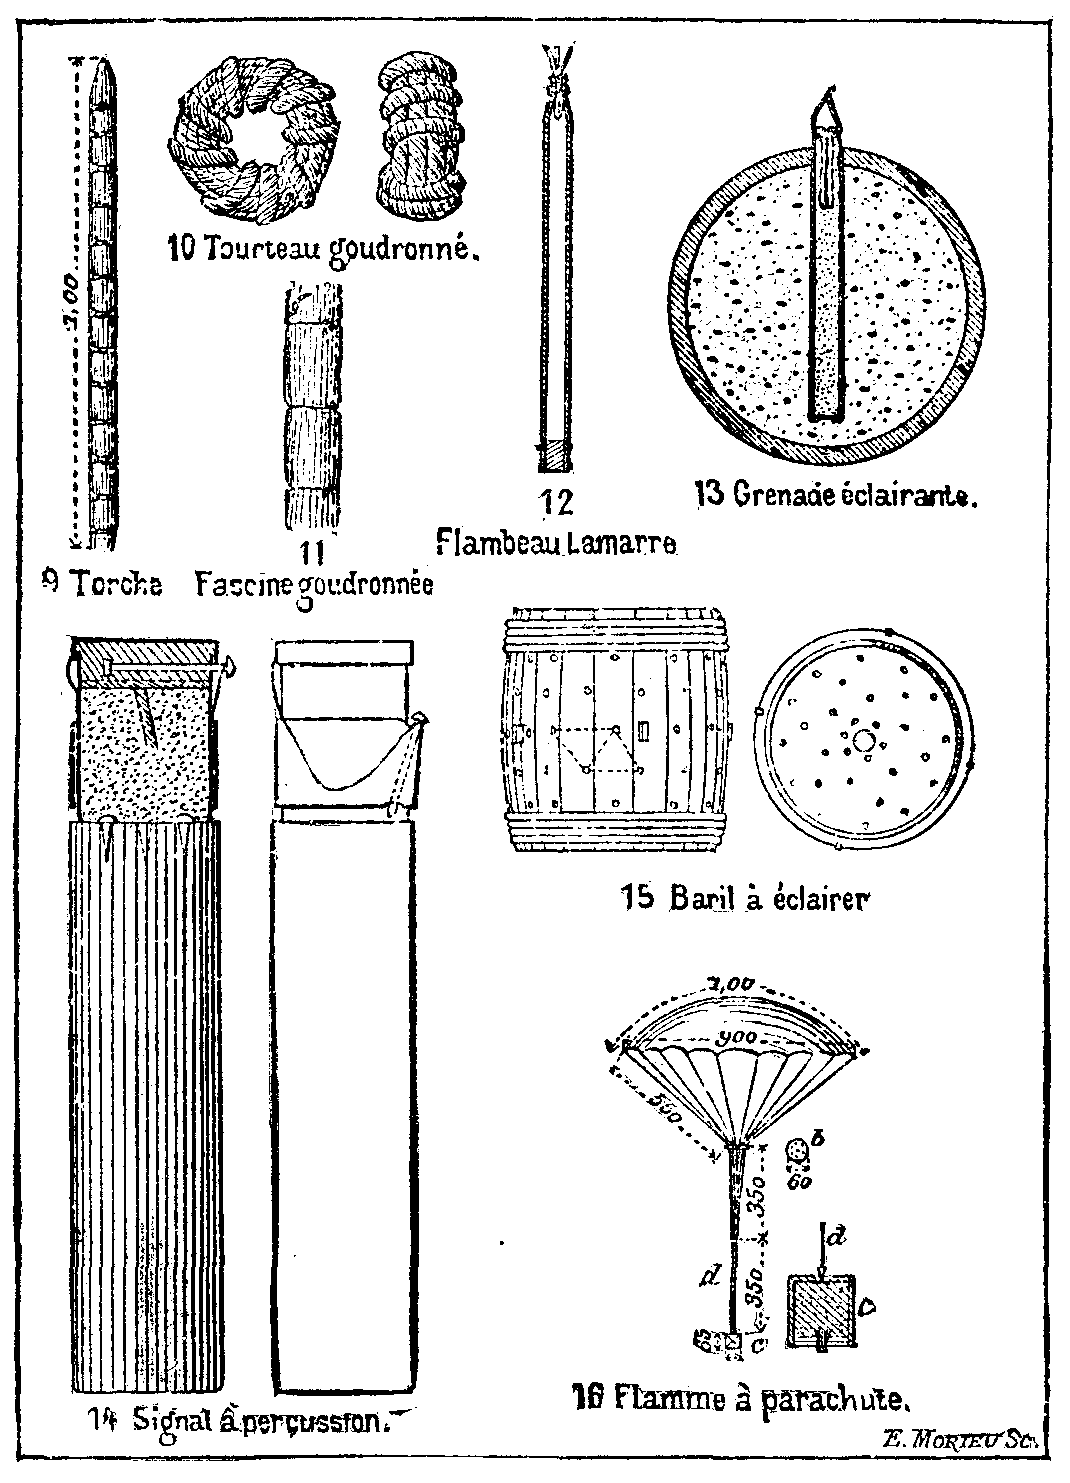 10 Tourteau goudronné.
2,00
13 Grenade éclairante.
12
Flambeau Lamarre
11
9 Torche Fascine goudronnée
15 Baril à éclairer
2,00
900
500
b
60
350
d
d
350
c
16 Flamme à parachute.
14 Signal à percussion.
E. MORIEU Sc.